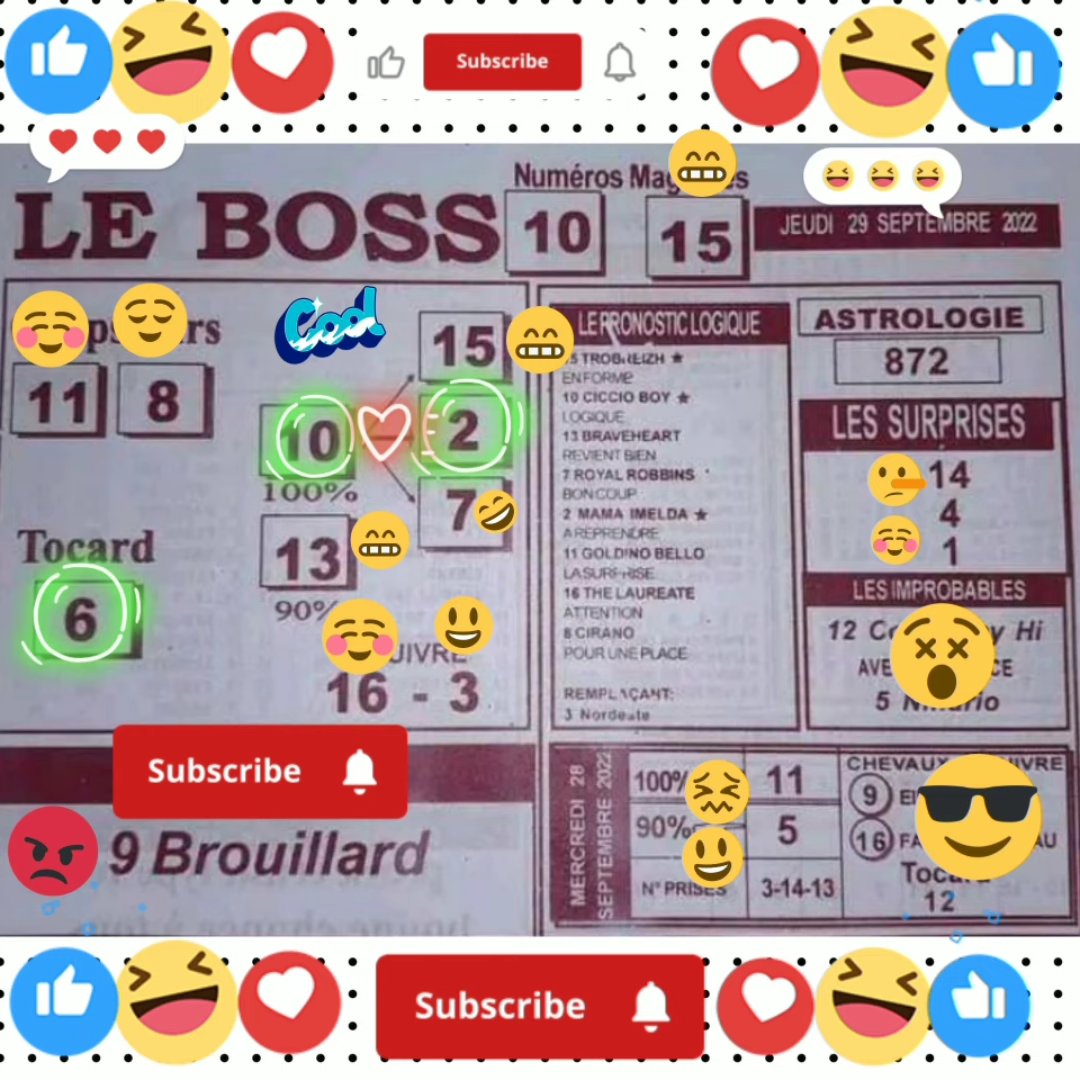 Subscribe
LE BOSS
Numéros
10
15
JEUDI 29 SEPTEMBRE 2022
Cool
11
8
10
100%
13
90%
15
2
7
Tocard
6
16 - 3
LE PRONOSTIC LOGIQUE
EN FORME
10 CICCIO BOY ★
LOGIQUE
13 BRAVEHEART
REVIENT BIEN
7 ROYAL ROBBINS
BON COUP
2 MAMA IMELDA ★
A REPRENDRE
11 GOLDINO BELLO
LA SURPRISE
16 THE LAUREATE
ATTENTION
8 CIRANO
POUR UNE PLACE
REMPLAÇANT:
3 Nordeste
ASTROLOGIE
872
LES SURPRISES
14
4
1
LES IMPROBABLES
12 Hi
5
Subscribe
9 Brouillard
MERCREDI 28
SEPTEMBRE 2022
100% 11
90% 5
N° PRISES 3-14-13
CHEVAUX
9
16
Tocard
12
Subscribe